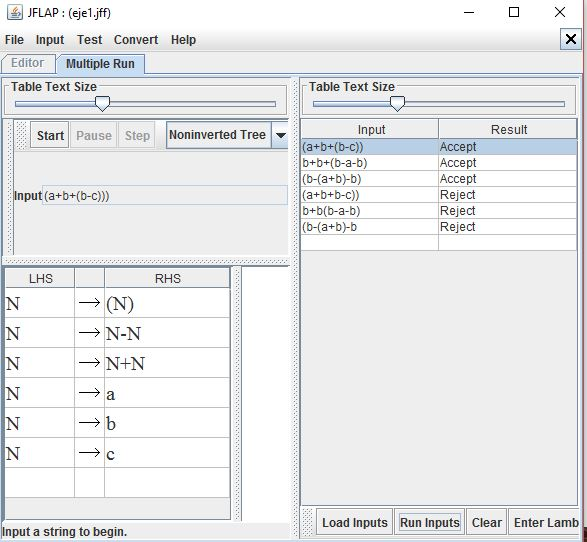 JFLAP : (eje1.jff)
File Input Test Convert Help
Editor Multiple Run
Table Text Size
Start Pause Step Noninverted Tree
Input (a+b+(b-c)))
LHS RHS
N → (N)
N → N-N
N → N+N
N → a
N → b
N → c
Input a string to begin.
Table Text Size
Input Result
(a+b+(b-c)) Accept
b+b+(b-a-b) Accept
(b-(a+b)-b) Accept
(a+b+b-c)) Reject
b+b(b-a-b) Reject
(b-(a+b)-b Reject
Load Inputs Run Inputs Clear Enter Lamb